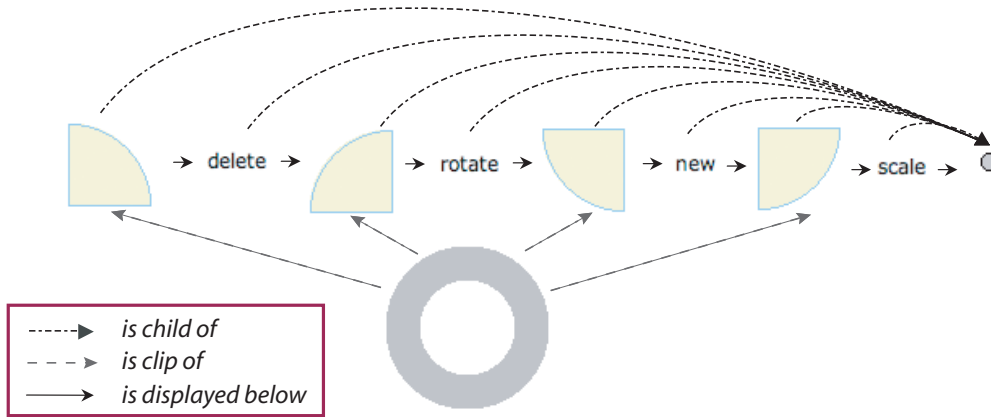 delete
rotate
new
scale
is child of
is clip of
is displayed below